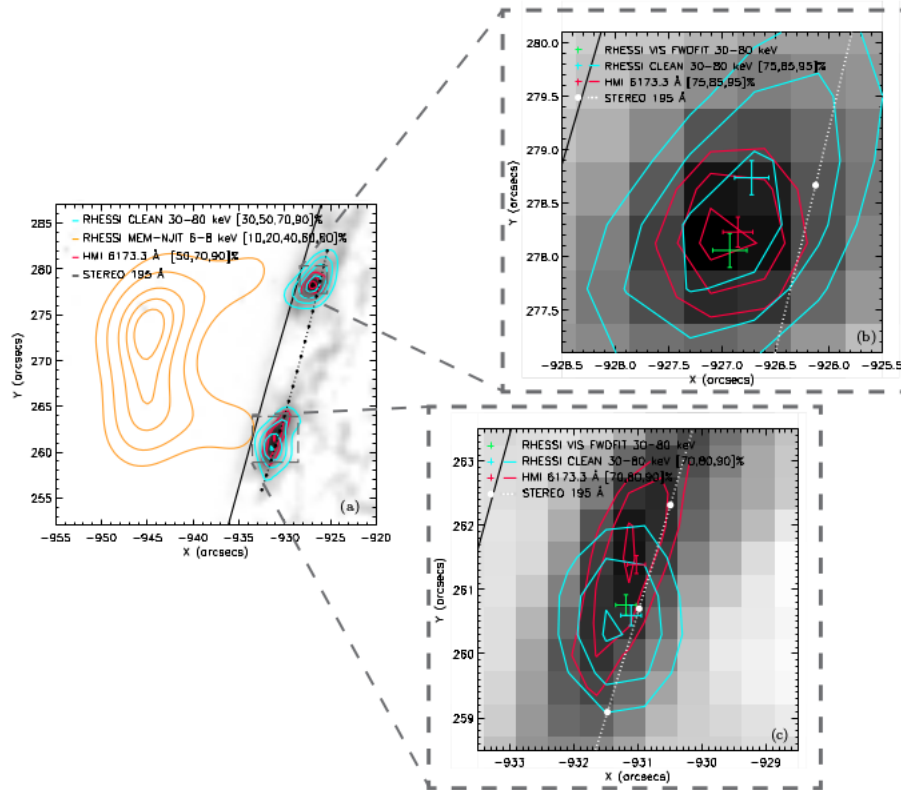 RHESSI CLEAN 30-80 keV [30,50,70,90]%
RHESSI MEM-NJIT 6-8 keV [10,20,40,60,80]%
HMI 6173.3 Å [50,70,90]%
STEREO 195 Å
285
280
275
270
265
260
255
Y (arcsecs)
-955
-950
-945
-940
-935
-930
-925
-920
X (arcsecs)
(a)
RHESSI VIS FWDFIT 30-80 keV
RHESSI CLEAN 30-80 keV [75,85,95]%
HMI 6173.3 Å [75,85,95]%
STEREO 195 Å
280.0
279.5
279.0
278.5
278.0
277.5
Y (arcsecs)
-928.5
-928.0
-927.5
-927.0
-926.5
-926.0
-925.5
X (arcsecs)
(b)
RHESSI VIS FWDFIT 30-80 keV
RHESSI CLEAN 30-80 keV [70,80,90]%
HMI 6173.3 Å [70,80,90]%
STEREO 195 Å
263
262
261
260
259
Y (arcsecs)
-933
-932
-931
-930
-929
X (arcsecs)
(c)